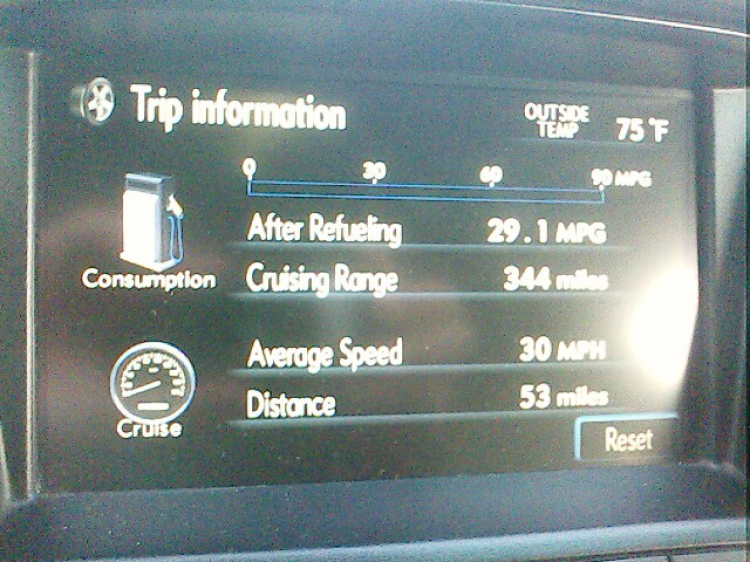 Trip information
OUTSIDE TEMP 75°F
0 30 60 90 MPG
After Refueling 29.1 MPG
Cruising Range 344 miles
Consumption
Average Speed 30 MPH
Distance 53 miles
Cruise
Reset